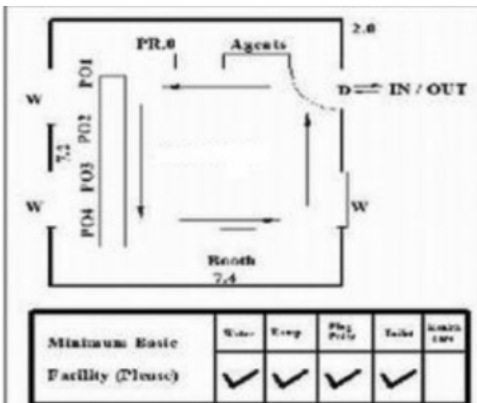 2.0
PR.0 Agents
PO1
W
D IN / OUT
PO2
7.2
PO3
W
W
PO4
Booth
7.4
Minimum Basic
Facility (Please)
Water Ramp Toilet